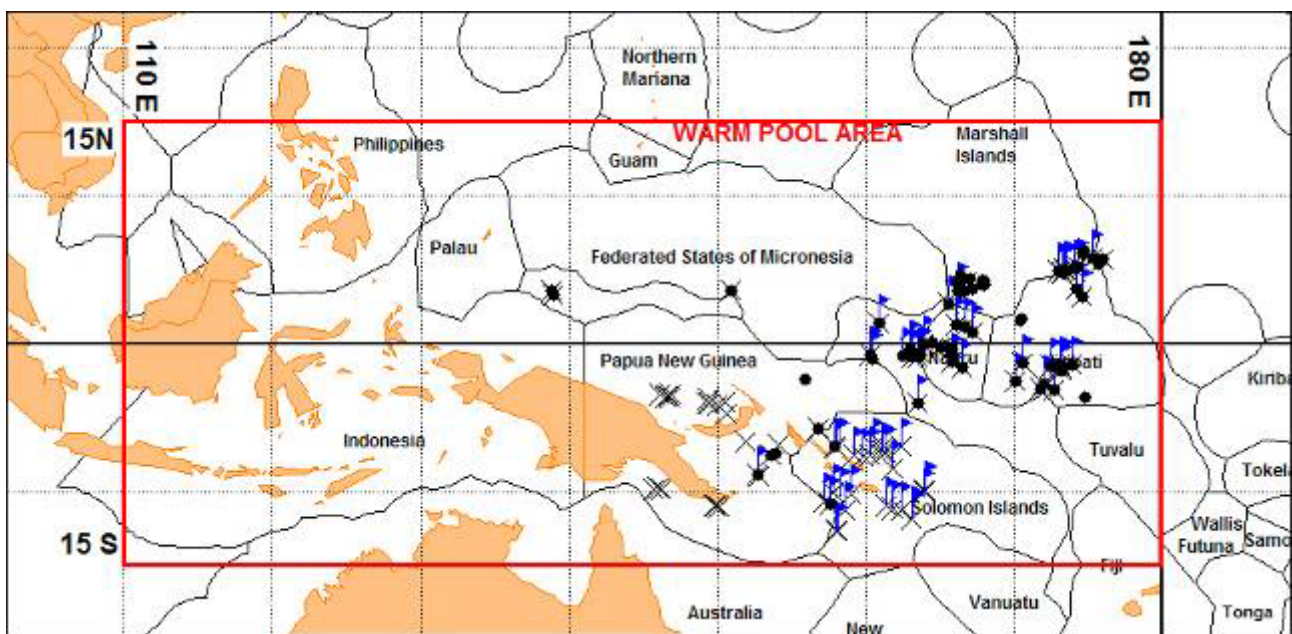 110 E
180 E
Northern
Mariana
15N
WARM POOL AREA
Philippines
Marshall
Islands
Guam
Palau
Federated States of Micronesia
Papua New Guinea
Kiriba
Indonesia
Tuvalu
Tokela
Solomon Islands
15 S
Wallis
Futuna
Samo
Fiji
Vanuatu
Australia
Tonga
New